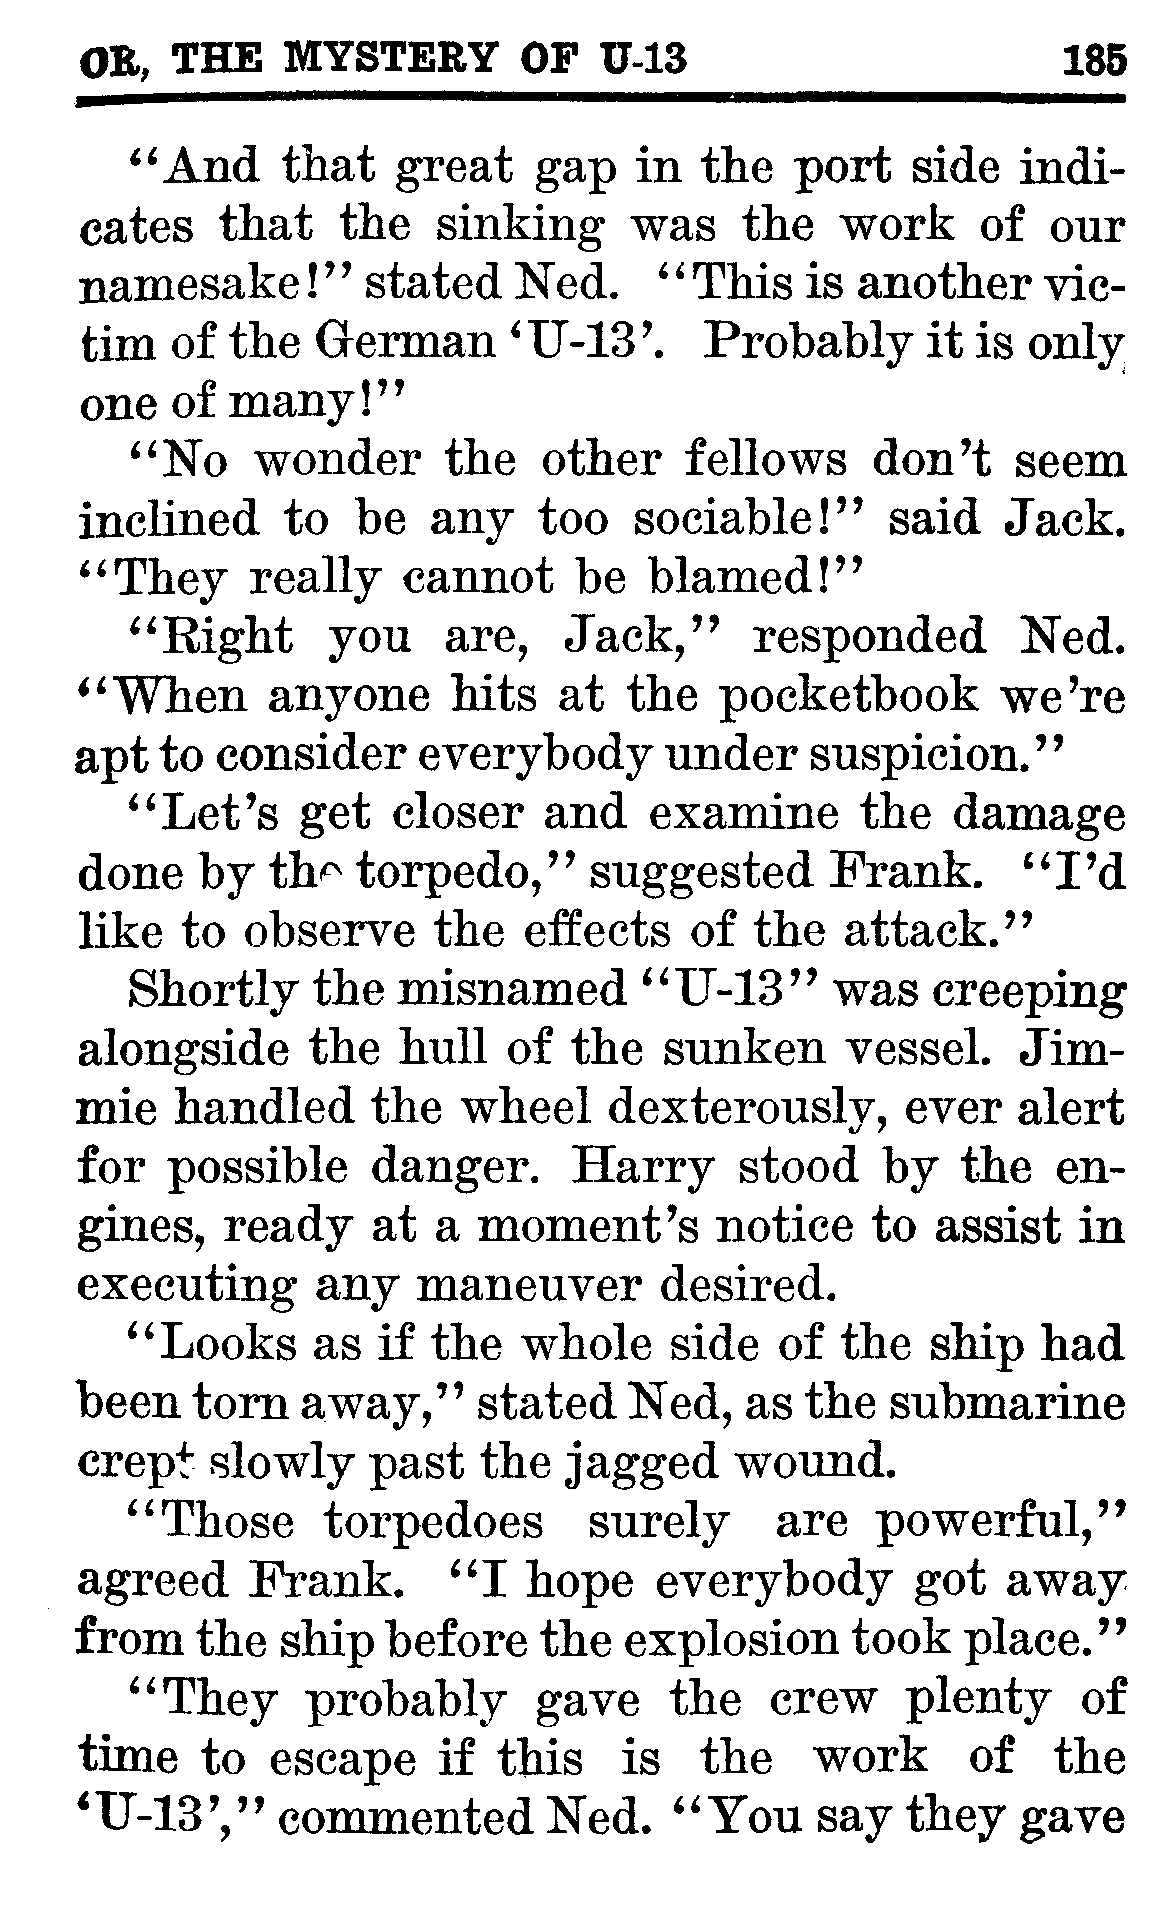 OR, THE MYSTERY OF U-13 185
“And that great gap in the port side indi-
cates that the sinking was the work of our
namesake!” stated Ned. “This is another vic-
tim of the German ‘U-13’. Probably it is only
one of many!”
“No wonder the other fellows don’t seem
inclined to be any too sociable!” said Jack.
“They really cannot be blamed!”
“Right you are, Jack,” responded Ned.
“When anyone hits at the pocketbook we’re
apt to consider everybody under suspicion.”
“Let’s get closer and examine the damage
done by the torpedo,” suggested Frank. “I’d
like to observe the effects of the attack.”
Shortly the misnamed “U-13” was creeping
alongside the hull of the sunken vessel. Jim-
mie handled the wheel dexterously, ever alert
for possible danger. Harry stood by the en-
gines, ready at a moment’s notice to assist in
executing any maneuver desired.
“Looks as if the whole side of the ship had
been torn away,” stated Ned, as the submarine
crept slowly past the jagged wound.
“Those torpedoes surely are powerful,”
agreed Frank. “I hope everybody got away
from the ship before the explosion took place.”
“They probably gave the crew plenty of
time to escape if this is the work of the
‘U-13’,” commented Ned. “You say they gave